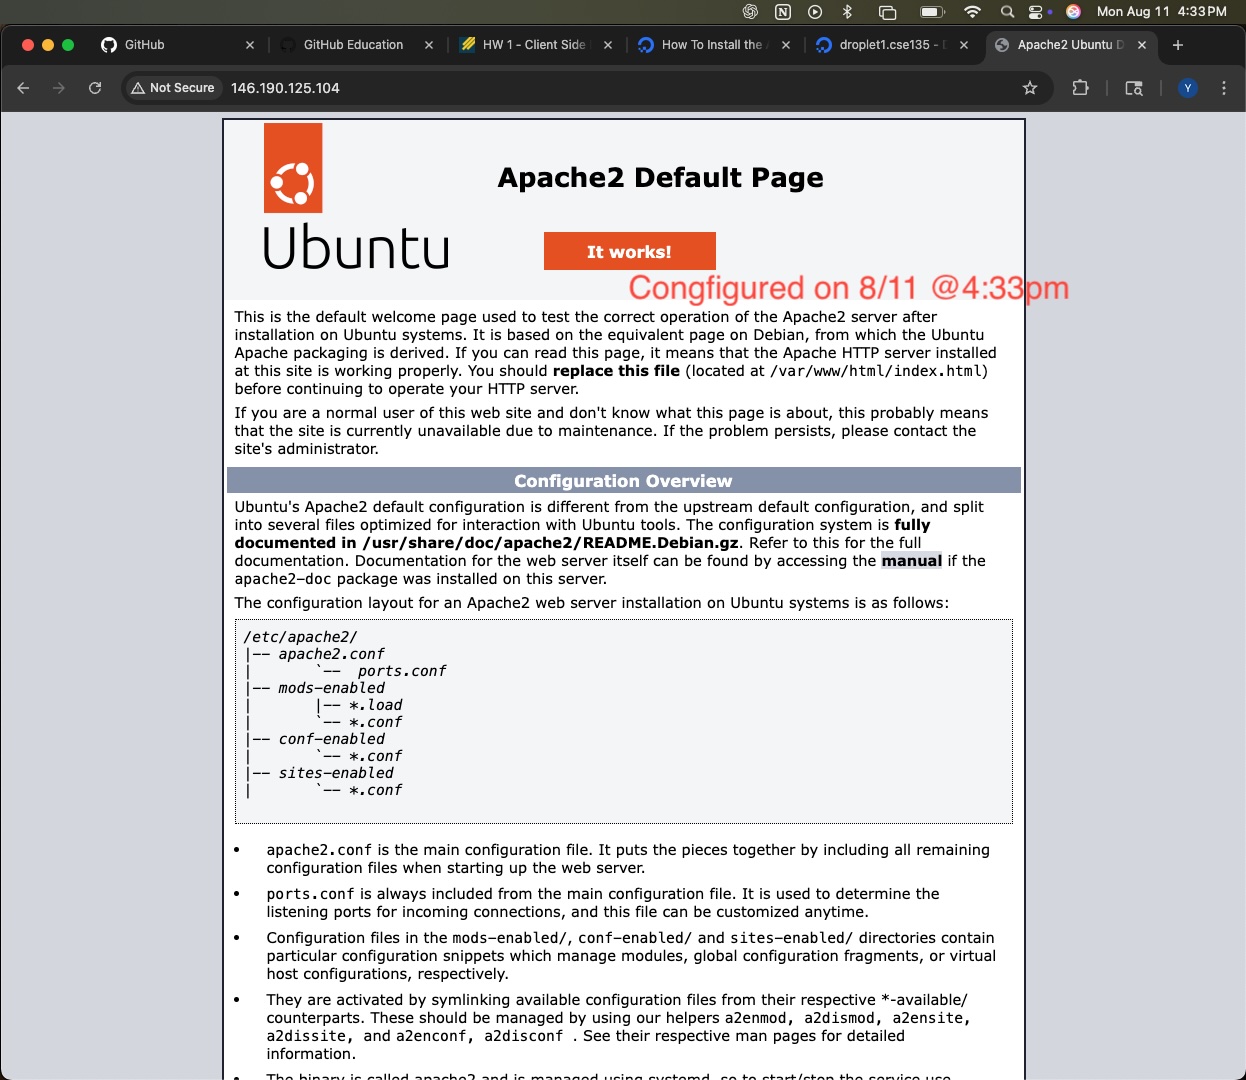 Mon Aug 11 4:33 PM
GitHub
GitHub Education
HW 1 - Client Side
How To Install the
droplet1.cse135 -
Apache2 Ubuntu D
Not Secure
146.190.125.104
Y
Apache2 Default Page
Ubuntu
It works!
Congfigured on 8/11 @4:33pm
This is the default welcome page used to test the correct operation of the Apache2 server after
installation on Ubuntu systems. It is based on the equivalent page on Debian, from which the Ubuntu
Apache packaging is derived. If you can read this page, it means that the Apache HTTP server installed
at this site is working properly. You should replace this file (located at /var/www/html/index.html)
before continuing to operate your HTTP server.
If you are a normal user of this web site and don't know what this page is about, this probably means
that the site is currently unavailable due to maintenance. If the problem persists, please contact the
site's administrator.
Configuration Overview
Ubuntu's Apache2 default configuration is different from the upstream default configuration, and split
into several files optimized for interaction with Ubuntu tools. The configuration system is fully
documented in /usr/share/doc/apache2/README.Debian.gz. Refer to this for the full
documentation. Documentation for the web server itself can be found by accessing the manual if the
apache2-doc package was installed on this server.
The configuration layout for an Apache2 web server installation on Ubuntu systems is as follows:
/etc/apache2/
|-- apache2.conf
|       `--  ports.conf
|-- mods-enabled
|       |-- *.load
|       `-- *.conf
|-- conf-enabled
|       `-- *.conf
|-- sites-enabled
|       `-- *.conf
• apache2.conf is the main configuration file. It puts the pieces together by including all remaining
configuration files when starting up the web server.
• ports.conf is always included from the main configuration file. It is used to determine the
listening ports for incoming connections, and this file can be customized anytime.
• Configuration files in the mods-enabled/, conf-enabled/ and sites-enabled/ directories contain
particular configuration snippets which manage modules, global configuration fragments, or virtual
host configurations, respectively.
• They are activated by symlinking available configuration files from their respective *-available/
counterparts. These should be managed by using our helpers a2enmod, a2dismod, a2ensite,
a2dissite, and a2enconf, a2disconf . See their respective man pages for detailed
information.
• The binary is called apache2 and is managed using systemd, so to start/stop the service use